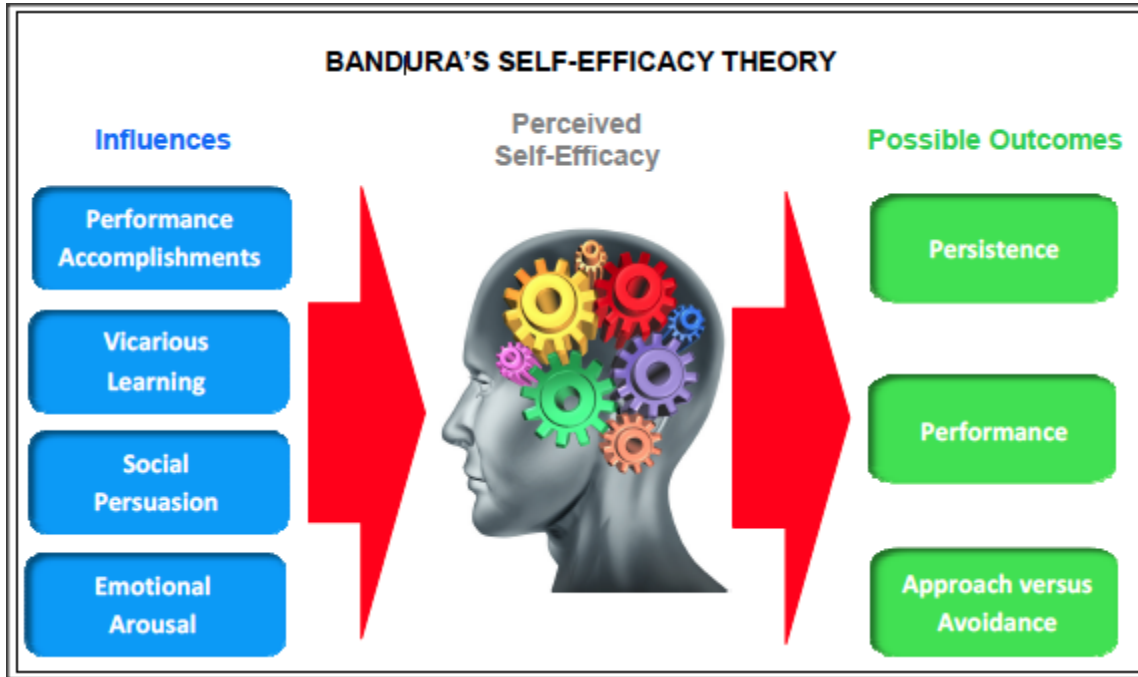 BANDURA'S SELF-EFFICACY THEORY
Influences
Performance
Accomplishments
Vicarious
Learning
Social
Persuasion
Emotional
Arousal
Perceived
Self-Efficacy
Possible Outcomes
Persistence
Performance
Approach versus
Avoidance